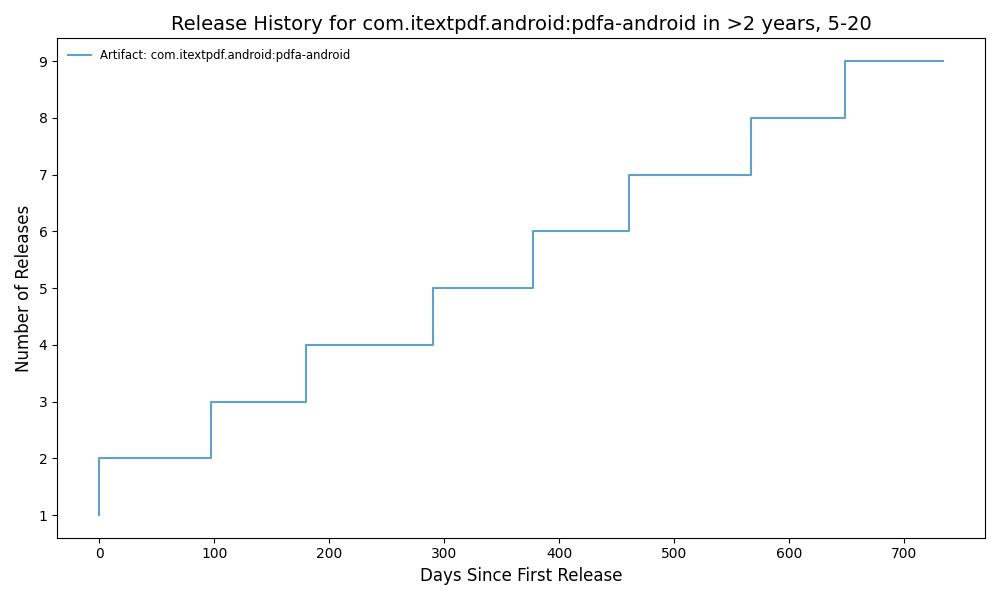 Release History for com.itextpdf.android:pdfa-android in >2 years, 5-20
Artifact: com.itextpdf.android:pdfa-android
Number of Releases
9
8
7
6
5
4
3
2
1
0 100 200 300 400 500 600 700
Days Since First Release